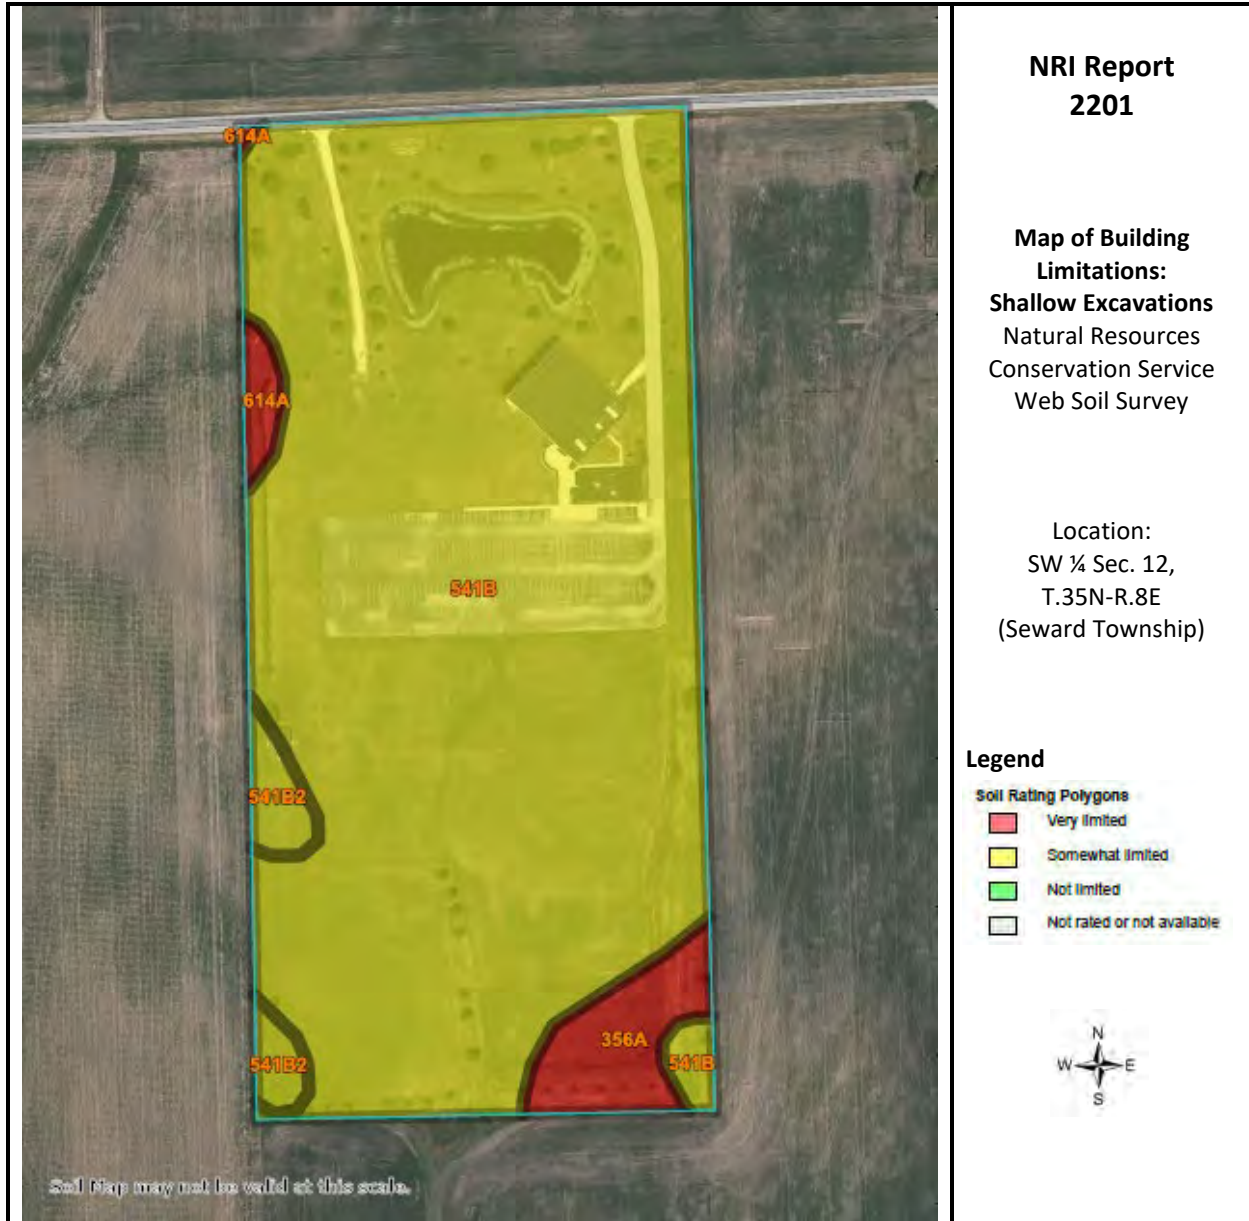 614A
614A
541B
541B2
541B2
356A
541B
Soil Map may not be valid at this scale.
NRI Report
2201
Map of Building
Limitations:
Shallow Excavations
Natural Resources
Conservation Service
Web Soil Survey
Location:
SW ¼ Sec. 12,
T.35N-R.8E
(Seward Township)
Legend
Soil Rating Polygons
Very limited
Somewhat limited
Not limited
Not rated or not available
N
W E
S